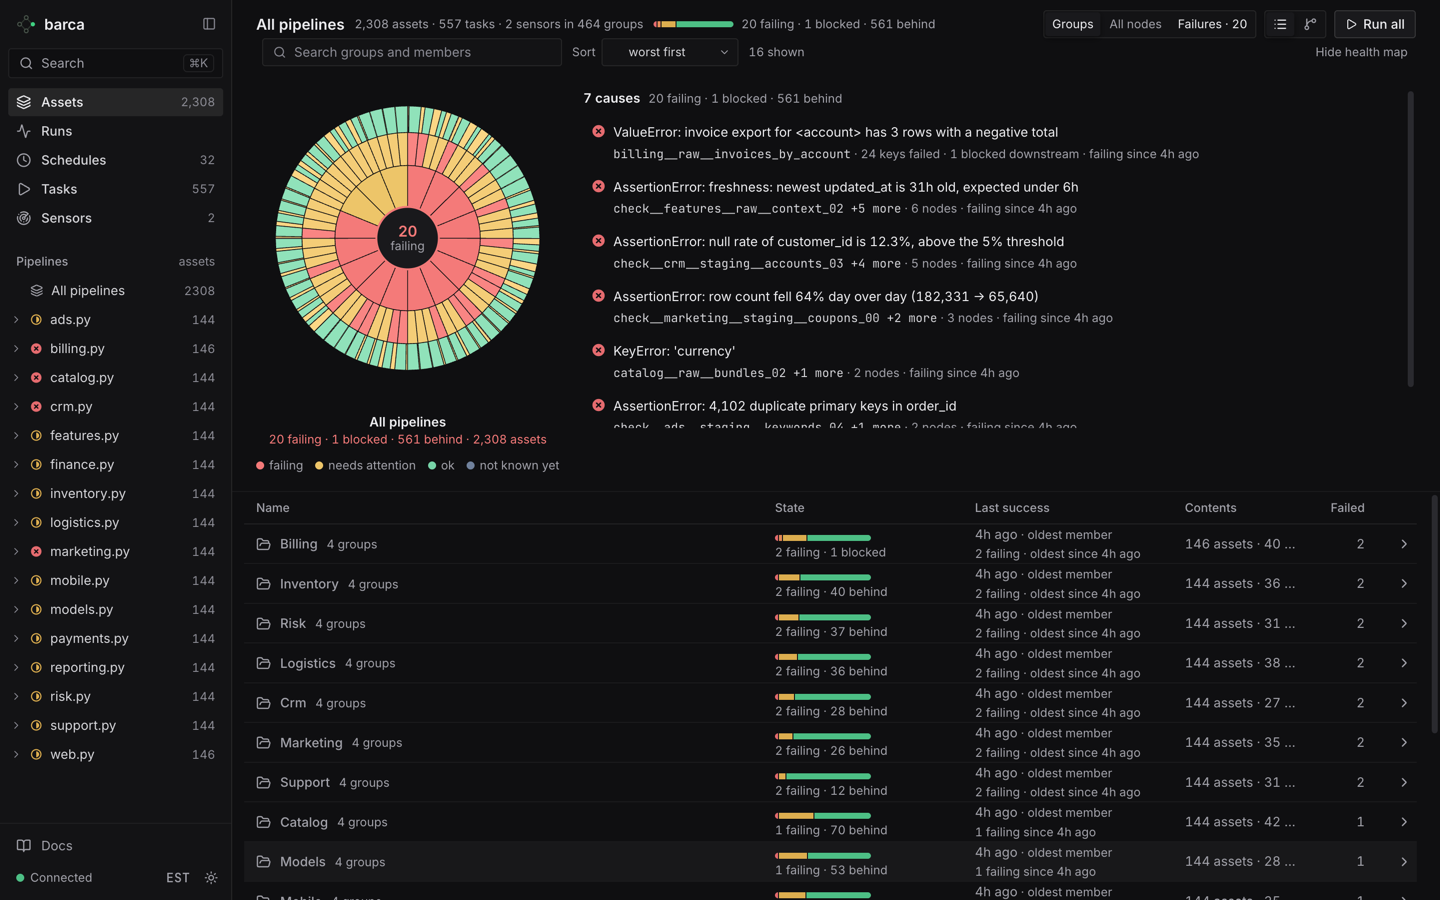 barca
Search ⌘K
Assets 2,308
Runs
Schedules 32
Tasks 557
Sensors 2
Pipelines assets
All pipelines 2308
ads.py 144
billing.py 146
catalog.py 144
crm.py 144
features.py 144
finance.py 144
inventory.py 144
logistics.py 144
marketing.py 144
mobile.py 144
models.py 144
payments.py 144
reporting.py 144
risk.py 144
support.py 144
web.py 146
Docs
Connected EST
All pipelines 2,308 assets · 557 tasks · 2 sensors in 464 groups 20 failing · 1 blocked · 561 behind
Groups All nodes Failures · 20 Run all
Search groups and members Sort worst first 16 shown Hide health map
20
failing
All pipelines
20 failing · 1 blocked · 561 behind · 2,308 assets
failing needs attention ok not known yet
7 causes 20 failing · 1 blocked · 561 behind
ValueError: invoice export for <account> has 3 rows with a negative total
billing__raw__invoices_by_account · 24 keys failed · 1 blocked downstream · failing since 4h ago
AssertionError: freshness: newest updated_at is 31h old, expected under 6h
check__features__raw__context_02 +5 more · 6 nodes · failing since 4h ago
AssertionError: null rate of customer_id is 12.3%, above the 5% threshold
check__crm__staging__accounts_03 +4 more · 5 nodes · failing since 4h ago
AssertionError: row count fell 64% day over day (182,331 → 65,640)
check__marketing__staging__coupons_00 +2 more · 3 nodes · failing since 4h ago
KeyError: 'currency'
catalog__raw__bundles_02 +1 more · 2 nodes · failing since 4h ago
AssertionError: 4,102 duplicate primary keys in order_id
check__ads__staging__keywords_04 +1 more · 2 nodes · failing since 4h ago
Name State Last success Contents Failed
Billing 4 groups 2 failing · 1 blocked 4h ago · oldest member 2 failing · oldest since 4h ago 146 assets · 40 ... 2
Inventory 4 groups 2 failing · 40 behind 4h ago · oldest member 2 failing · oldest since 4h ago 144 assets · 36 ... 2
Risk 4 groups 2 failing · 37 behind 4h ago · oldest member 2 failing · oldest since 4h ago 144 assets · 31 ... 2
Logistics 4 groups 2 failing · 36 behind 4h ago · oldest member 2 failing · oldest since 4h ago 144 assets · 38 ... 2
Crm 4 groups 2 failing · 28 behind 4h ago · oldest member 2 failing · oldest since 4h ago 144 assets · 27 ... 2
Marketing 4 groups 2 failing · 26 behind 4h ago · oldest member 2 failing · oldest since 4h ago 144 assets · 35 ... 2
Support 4 groups 2 failing · 12 behind 4h ago · oldest member 2 failing · oldest since 4h ago 144 assets · 31 ... 2
Catalog 4 groups 1 failing · 70 behind 4h ago · oldest member 1 failing since 4h ago 144 assets · 42 ... 1
Models 4 groups 1 failing · 53 behind 4h ago · oldest member 1 failing since 4h ago 144 assets · 28 ... 1
4h ago · oldest member